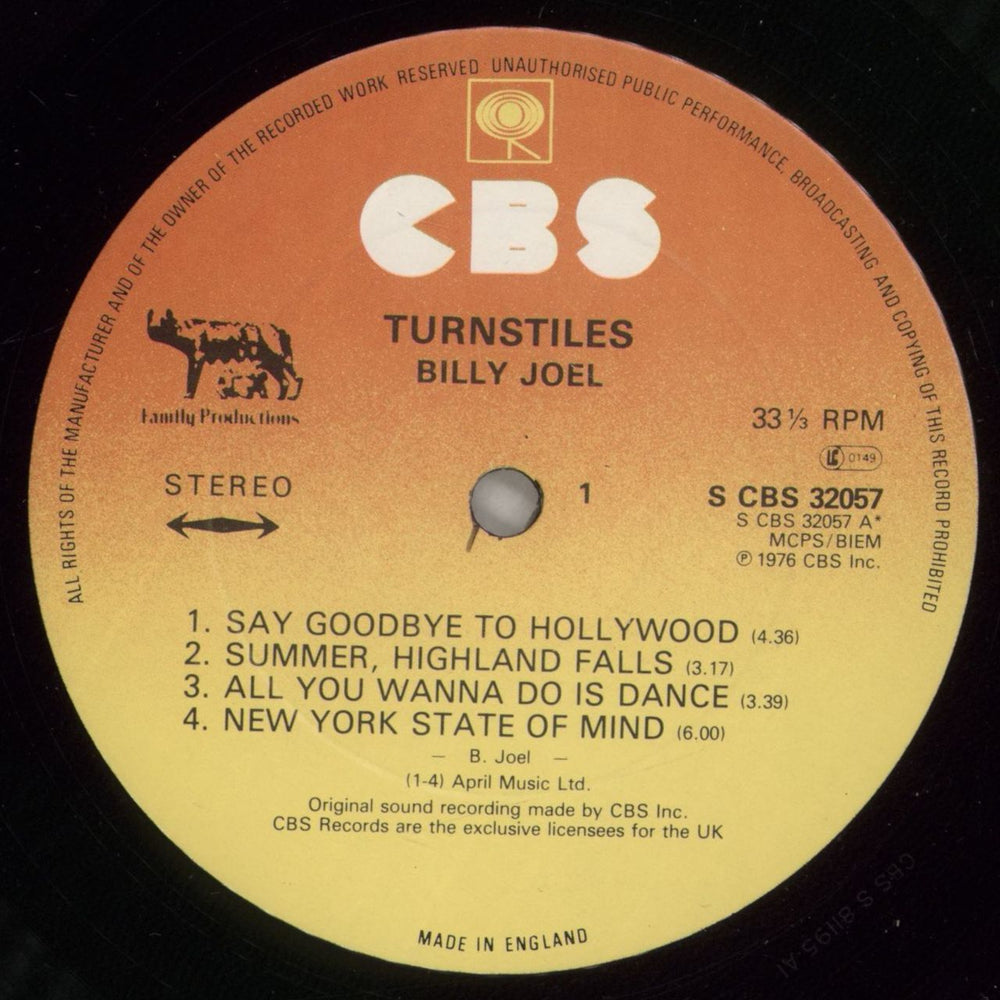 ALL RIGHTS OF THE MANUFACTURER AND OF THE OWNER OF THE RECORDED WORK RESERVED UNAUTHORISED PUBLIC PERFORMANCE, BROADCASTING AND COPYING OF THIS RECORD PROHIBITED
CBS
TURNSTILES
BILLY JOEL
Family Productions
33⅓ RPM
LC 0149
STEREO
1
S CBS 32057
S CBS 32057 A*
MCPS/BIEM
℗ 1976 CBS Inc.
1. SAY GOODBYE TO HOLLYWOOD (4.36)
2. SUMMER, HIGHLAND FALLS (3.17)
3. ALL YOU WANNA DO IS DANCE (3.39)
4. NEW YORK STATE OF MIND (6.00)
– B. Joel –
(1-4) April Music Ltd.
Original sound recording made by CBS Inc.
CBS Records are the exclusive licensees for the UK
MADE IN ENGLAND
CBS S 81195-A1